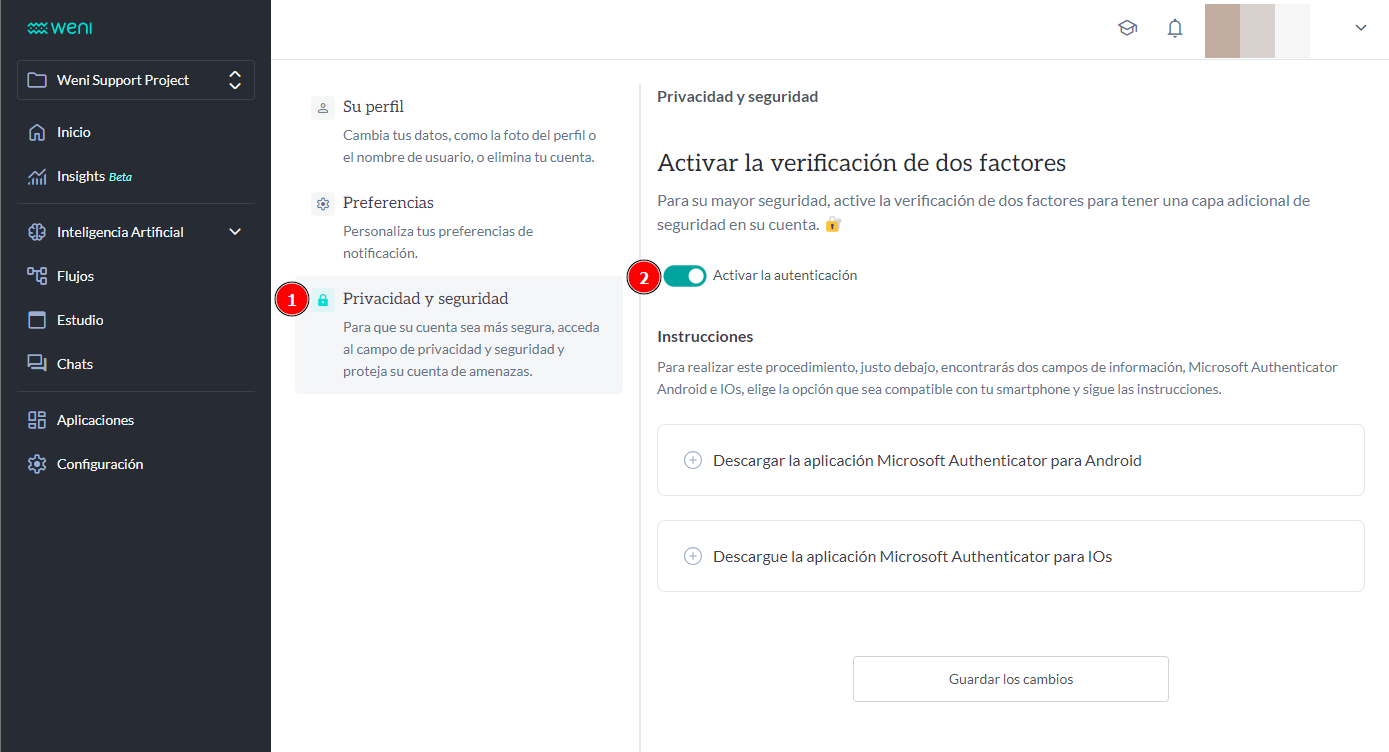 weni
Weni Support Project
Inicio
Insights Beta
Inteligencia Artificial
Flujos
Estudio
Chats
Aplicaciones
Configuración
Su perfil
Cambia tus datos, como la foto del perfil o
el nombre de usuario, o elimina tu cuenta.
Preferencias
Personaliza tus preferencias de
notificación.
1
Privacidad y seguridad
Para que su cuenta sea más segura, acceda
al campo de privacidad y seguridad y
proteja su cuenta de amenazas.
Privacidad y seguridad
Activar la verificación de dos factores
Para su mayor seguridad, active la verificación de dos factores para tener una capa adicional de
seguridad en su cuenta. 🔐
2
Activar la autenticación
Instrucciones
Para realizar este procedimiento, justo debajo, encontrarás dos campos de información, Microsoft Authenticator
Android e IOs, elige la opción que sea compatible con tu smartphone y sigue las instrucciones.
Descargar la aplicación Microsoft Authenticator para Android
Descargue la aplicación Microsoft Authenticator para IOs
Guardar los cambios